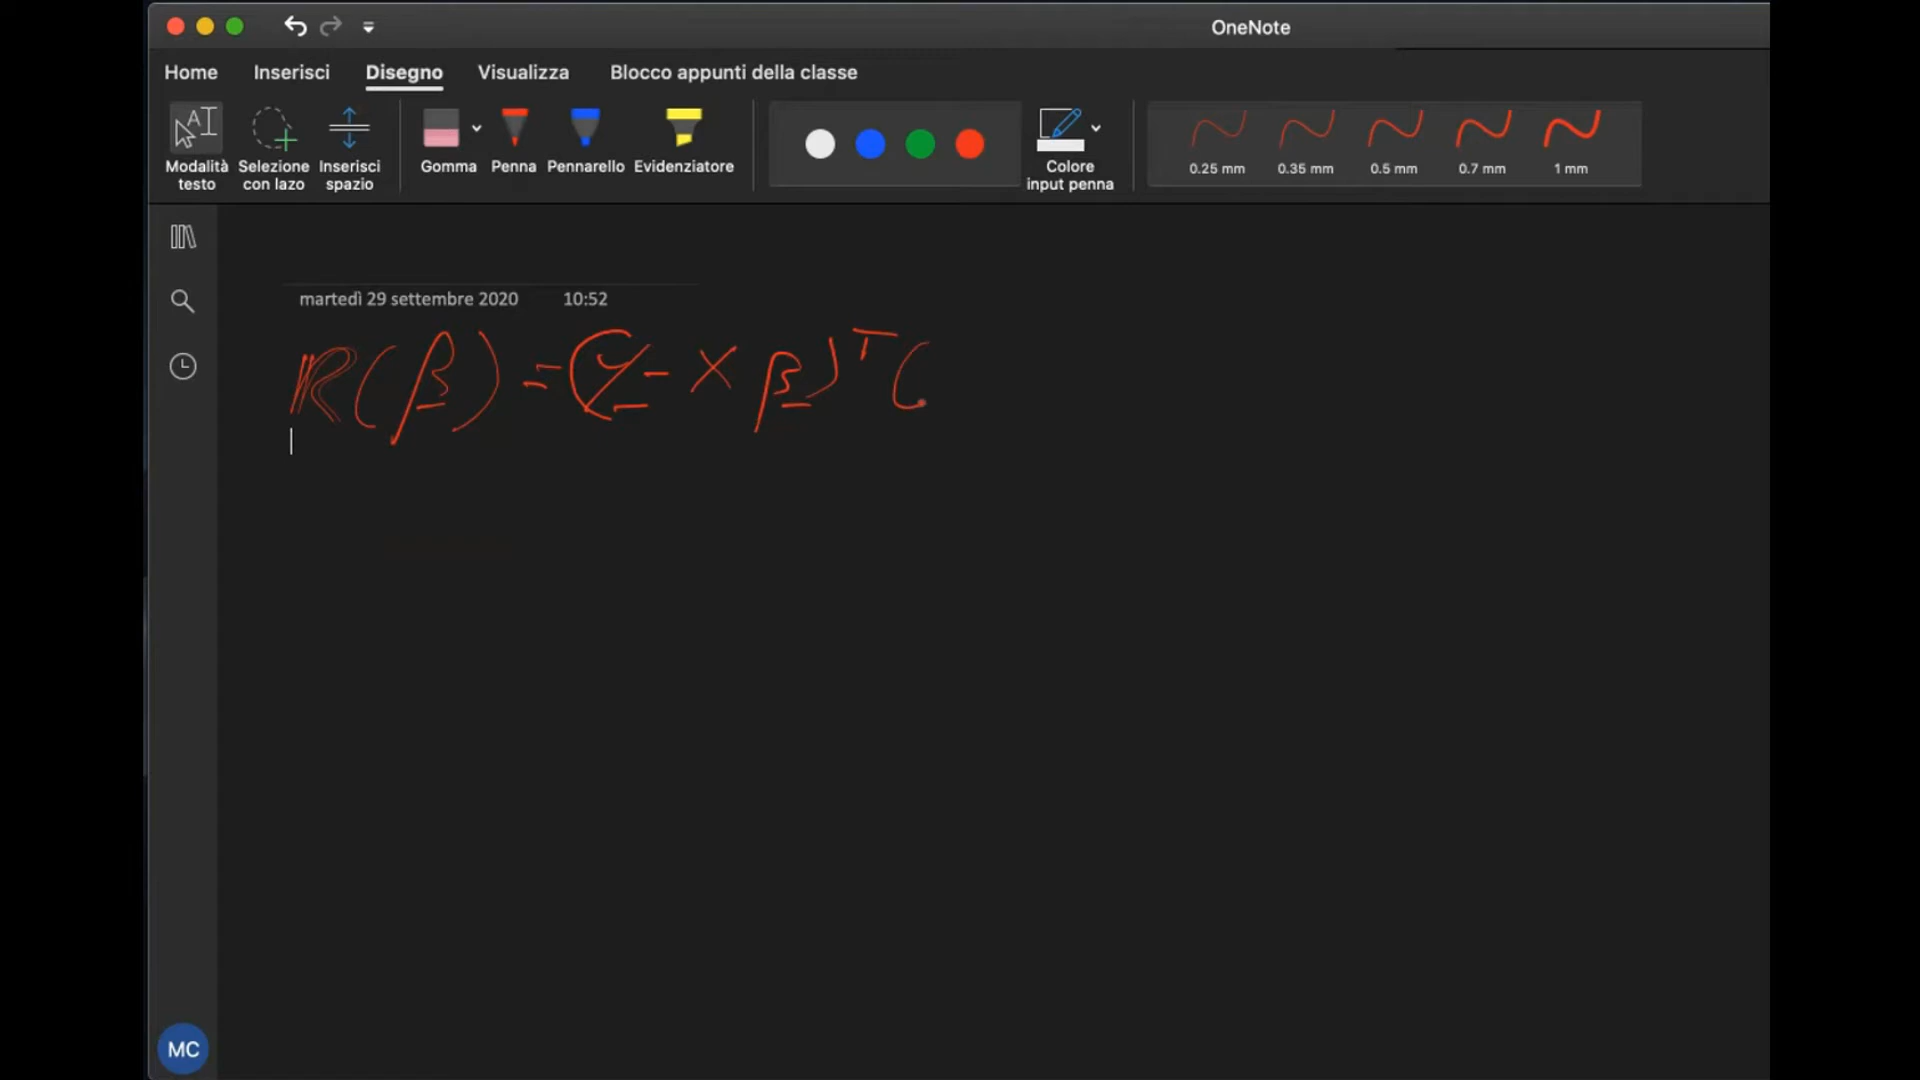 OneNote
Home Inserisci Disegno Visualizza Blocco appunti della classe
Modalità testo Selezione con lazo Inserisci spazio Gomma Penna Pennarello Evidenziatore Colore input penna 0.25 mm 0.35 mm 0.5 mm 0.7 mm 1 mm
martedì 29 settembre 2020 10:52
R(β) = (y - X β)ᵀ (
MC